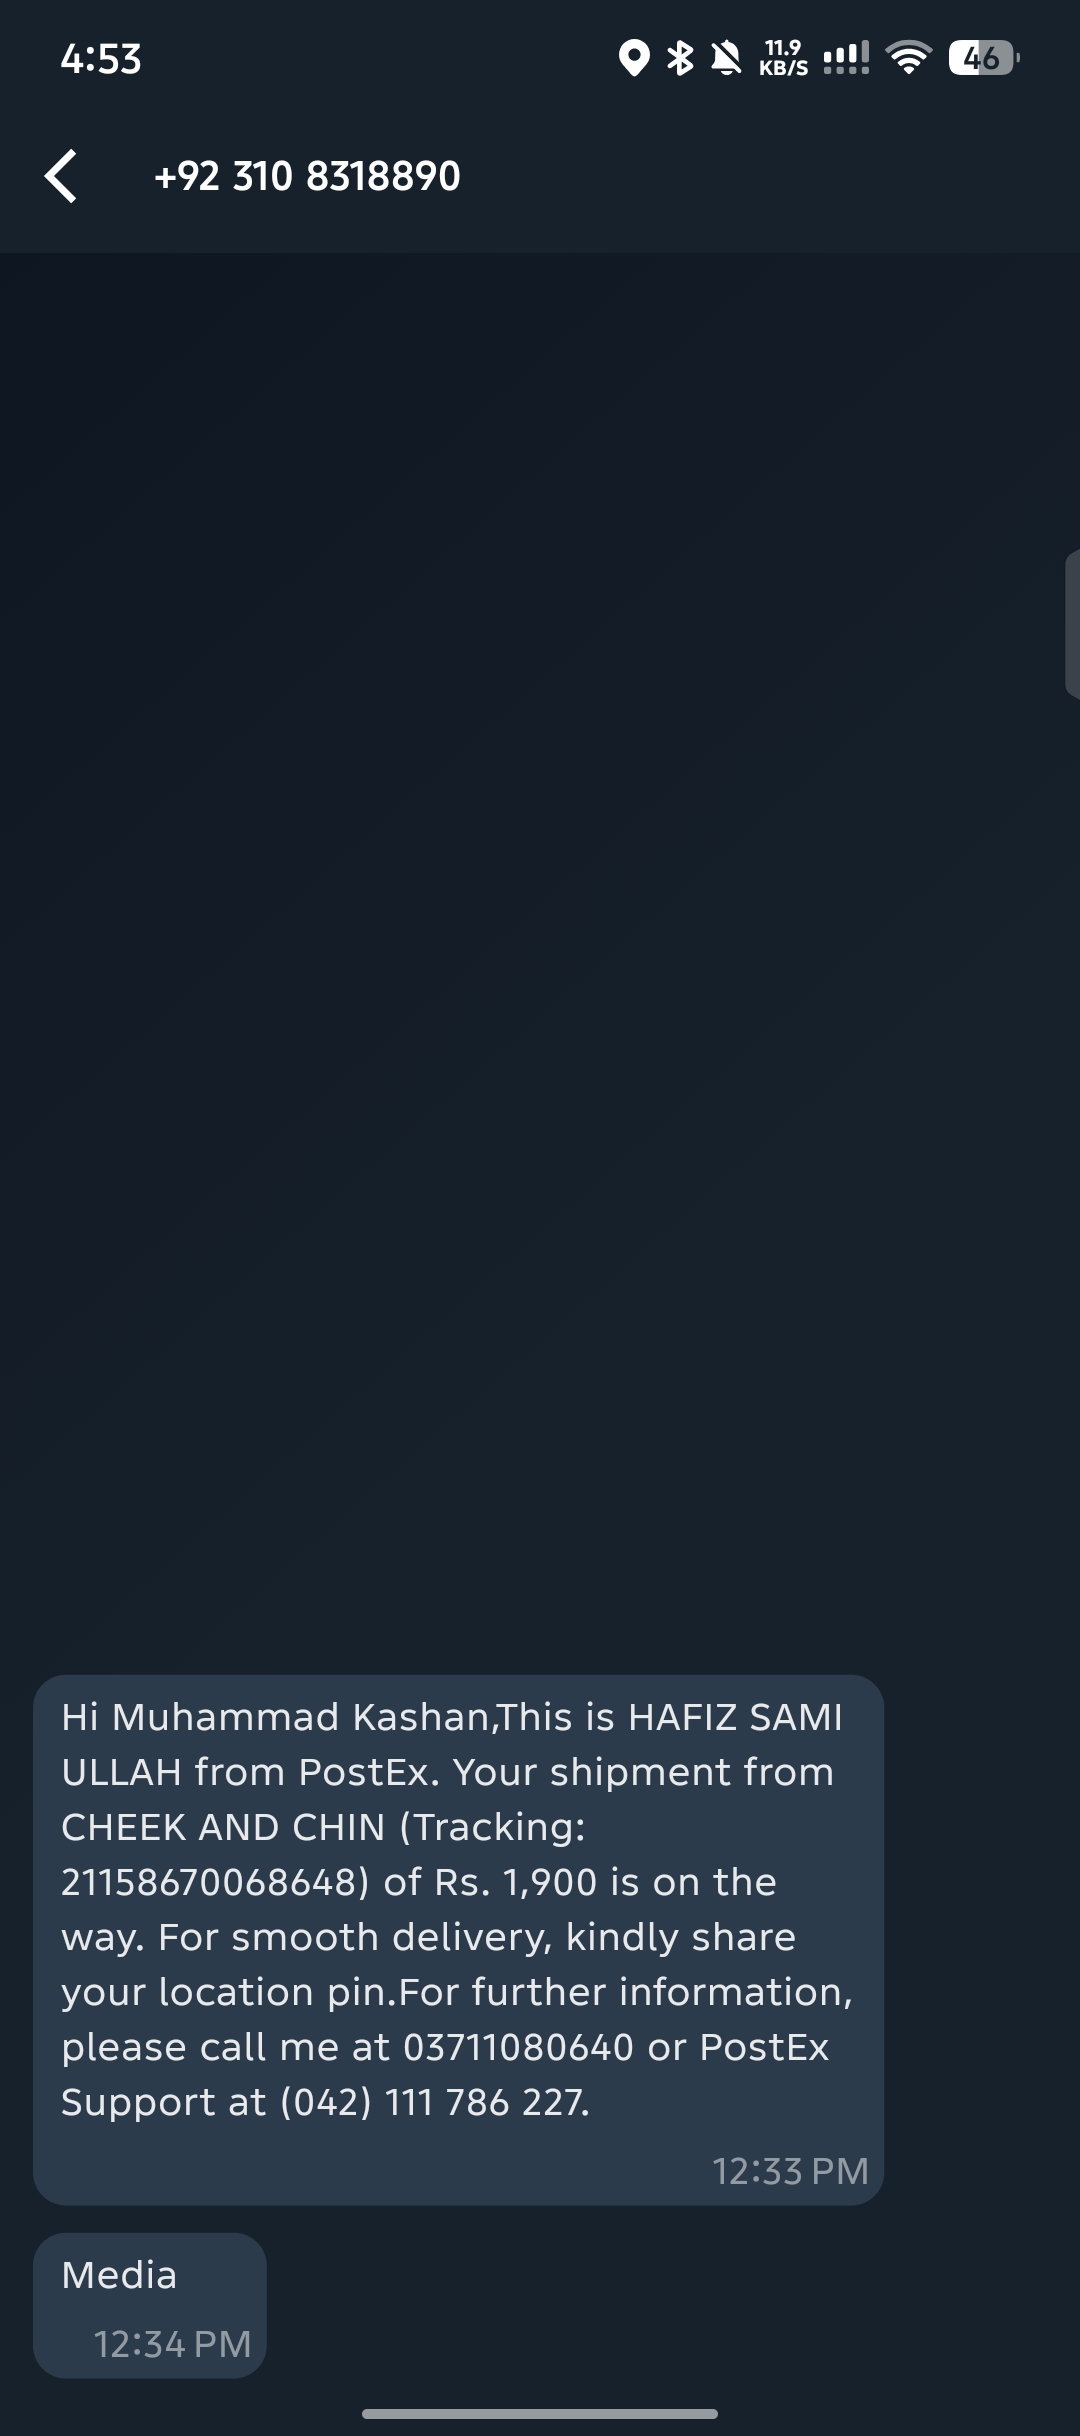 4:53
11.9
KB/S
46
+92 310 8318890
Hi Muhammad Kashan,This is HAFIZ SAMI
ULLAH from PostEx. Your shipment from
CHEEK AND CHIN (Tracking:
21158670068648) of Rs. 1,900 is on the
way. For smooth delivery, kindly share
your location pin.For further information,
please call me at 03711080640 or PostEx
Support at (042) 111 786 227.
12:33 PM
Media
12:34 PM